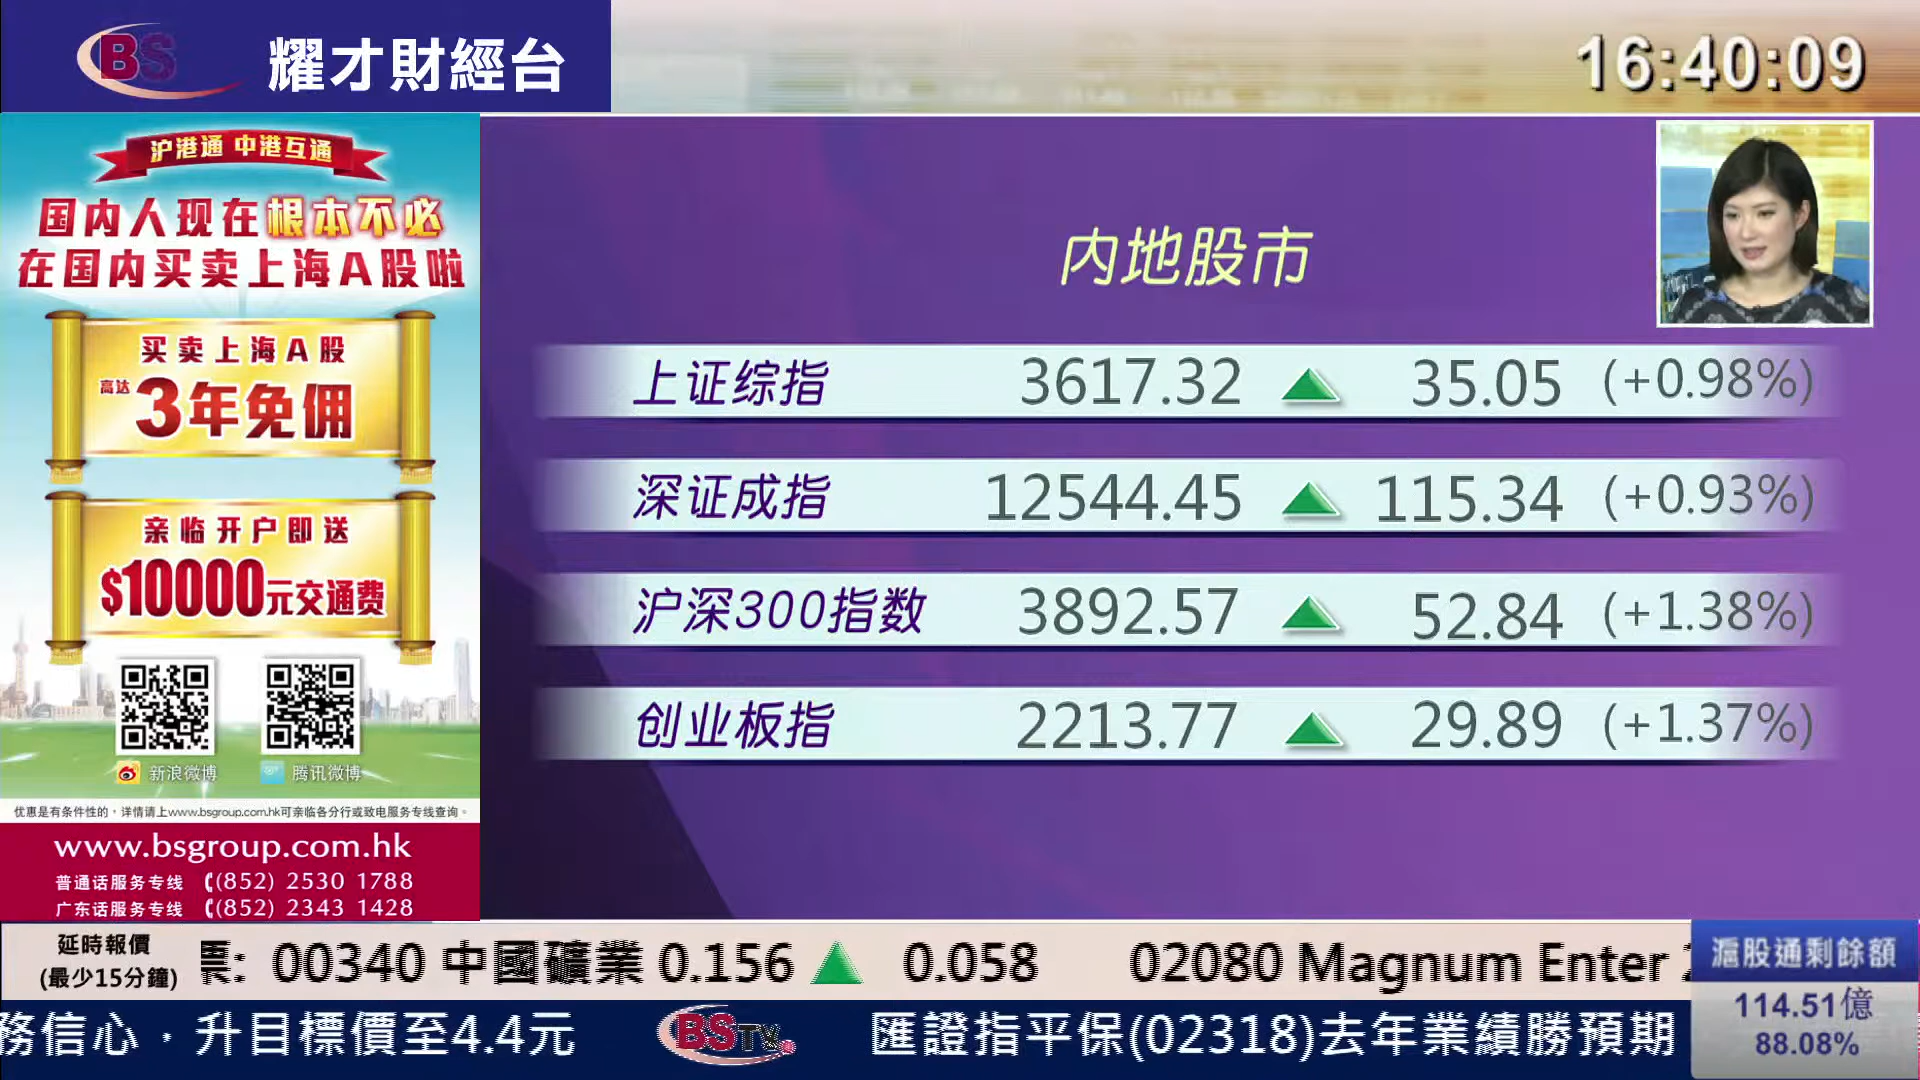 BS 耀才財經台
16:40:09
沪港通 中港互通
国内人现在根本不必
在国内买卖上海A股啦
买卖上海A股
高达3年免佣
亲临开户即送
$10000元交通费
新浪微博 腾讯微博
优惠是有条件性的。详情请上www.bsgroup.com.hk可亲临各分行或致电服务专线查询。
www.bsgroup.com.hk
普通话服务专线 (852) 2530 1788
广东话服务专线 (852) 2343 1428
内地股市
上证综指 3617.32 ▲ 35.05 (+0.98%)
深证成指 12544.45 ▲ 115.34 (+0.93%)
沪深300指数 3892.57 ▲ 52.84 (+1.38%)
创业板指 2213.77 ▲ 29.89 (+1.37%)
延時報價
(最少15分鐘)
票: 00340 中國礦業 0.156 ▲ 0.058 02080 Magnum Enter
滬股通剩餘額
114.51億
88.08%
務信心，升目標價至4.4元 BSTV 匯證指平保(02318)去年業績勝預期